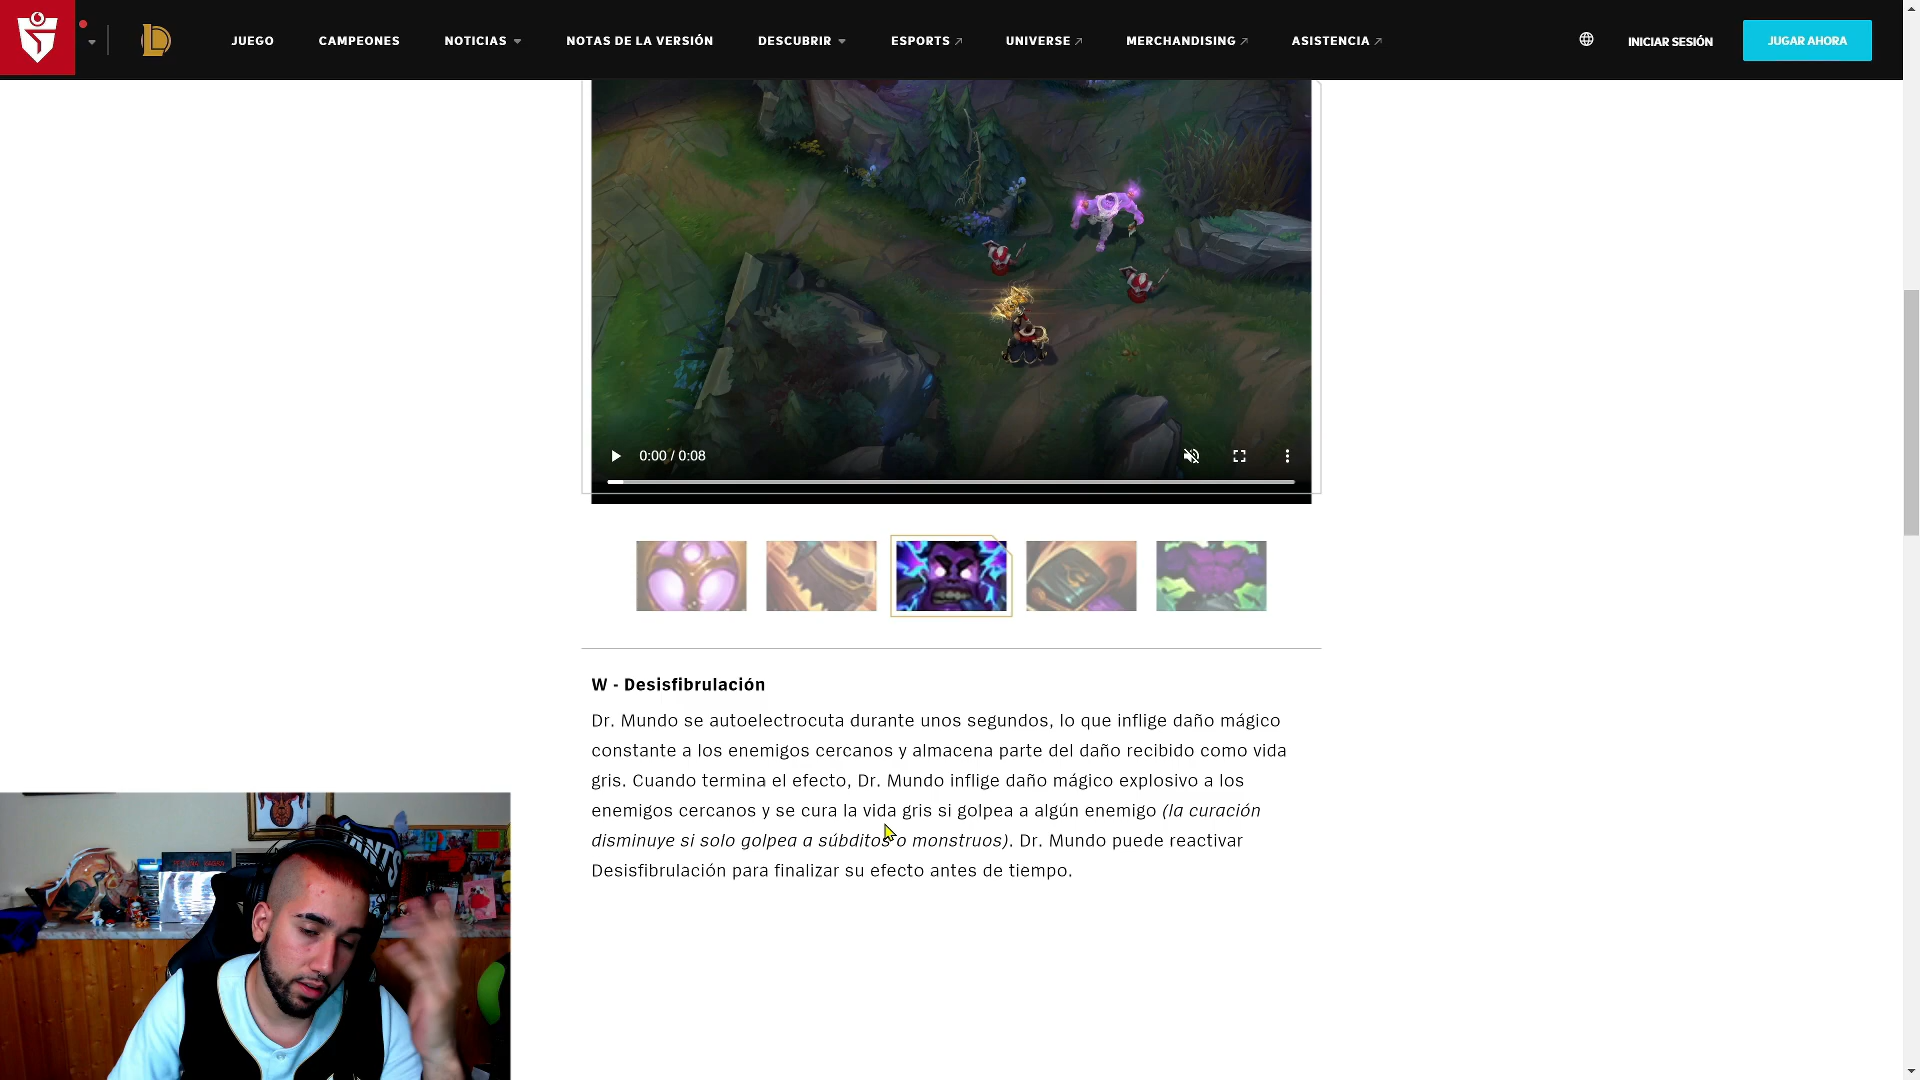 JUEGO CAMPEONES NOTICIAS NOTAS DE LA VERSIÓN DESCUBRIR ESPORTS UNIVERSE MERCHANDISING ASISTENCIA INICIAR SESIÓN JUGAR AHORA
0:00 / 0:08
W - Desisfibrulación
Dr. Mundo se autoelectrocuta durante unos segundos, lo que inflige daño mágico
constante a los enemigos cercanos y almacena parte del daño recibido como vida
gris. Cuando termina el efecto, Dr. Mundo inflige daño mágico explosivo a los
enemigos cercanos y se cura la vida gris si golpea a algún enemigo (la curación
disminuye si solo golpea a súbditos o monstruos). Dr. Mundo puede reactivar
Desisfibrulación para finalizar su efecto antes de tiempo.